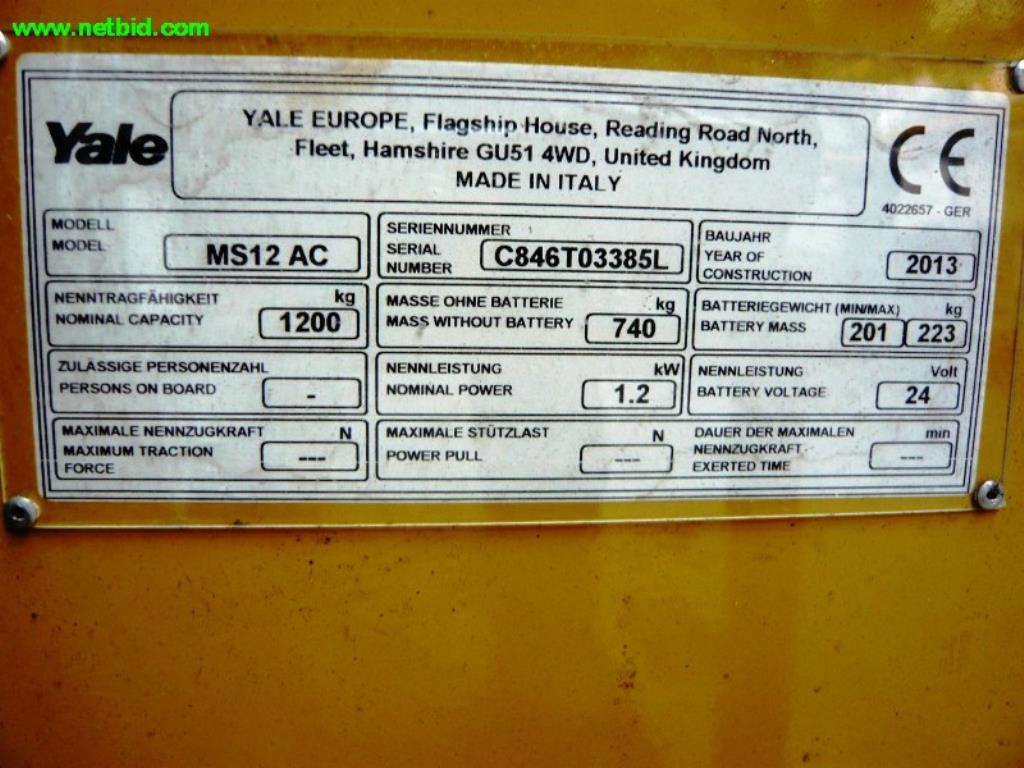 www.netbid.com
Yale
YALE EUROPE, Flagship House, Reading Road North,
Fleet, Hamshire GU51 4WD, United Kingdom
MADE IN ITALY
CE
4022657 - GER
MODELL
MODEL
MS12 AC
SERIENNUMMER
SERIAL
NUMBER
C846T03385L
BAUJAHR
YEAR OF
CONSTRUCTION
2013
NENNTRAGFÄHIGKEIT kg
NOMINAL CAPACITY 1200
MASSE OHNE BATTERIE kg
MASS WITHOUT BATTERY 740
BATTERIEGEWICHT (MIN/MAX) kg
BATTERY MASS 201 223
ZULÄSSIGE PERSONENZAHL
PERSONS ON BOARD -
NENNLEISTUNG kW
NOMINAL POWER 1.2
NENNLEISTUNG Volt
BATTERY VOLTAGE 24
MAXIMALE NENNZUGKRAFT N
MAXIMUM TRACTION ---
FORCE
MAXIMALE STÜTZLAST N
POWER PULL ---
DAUER DER MAXIMALEN min
NENNZUGKRAFT ---
EXERTED TIME